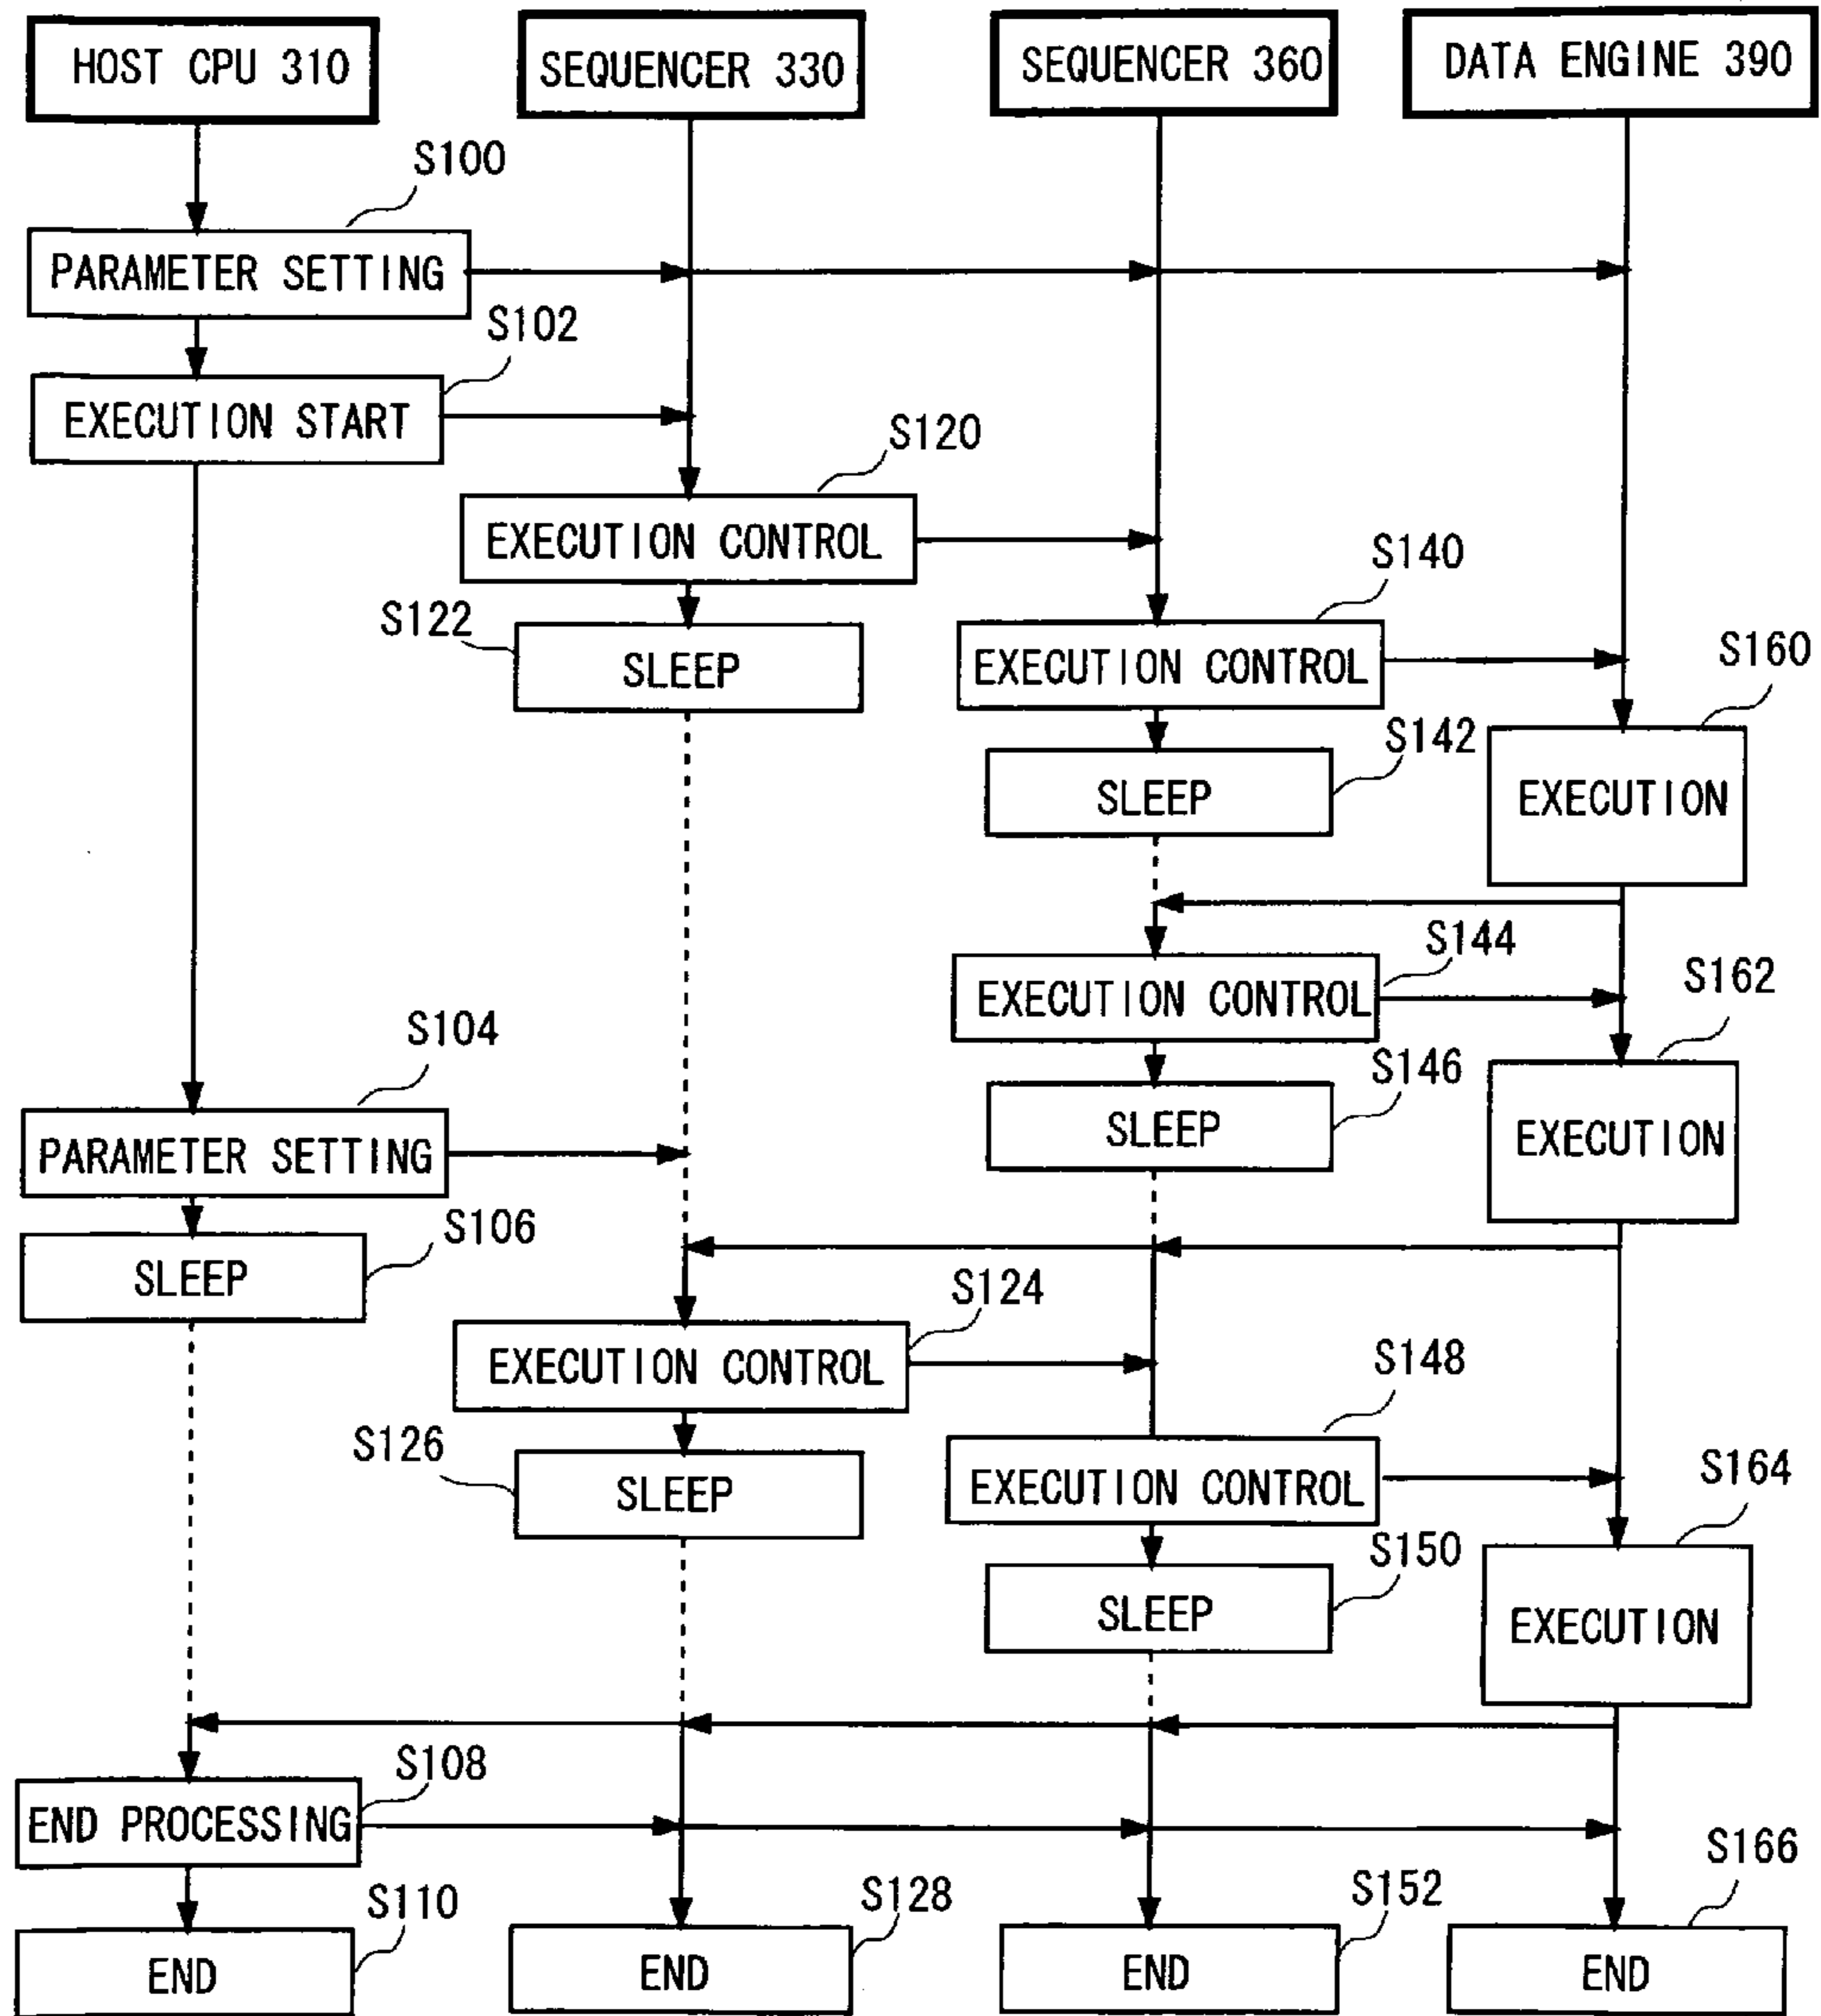 HOST CPU 310
SEQUENCER 330
SEQUENCER 360
DATA ENGINE 390
S100
PARAMETER SETTING
S102
EXECUTION START
S120
EXECUTION CONTROL
S140
S122
SLEEP
EXECUTION CONTROL
S160
S142
SLEEP
EXECUTION
S144
EXECUTION CONTROL
S162
S104
S146
PARAMETER SETTING
SLEEP
EXECUTION
S106
SLEEP
S124
EXECUTION CONTROL
S148
S126
SLEEP
EXECUTION CONTROL
S164
S150
SLEEP
EXECUTION
S108
END PROCESSING
S166
S110
S128
S152
END
END
END
END